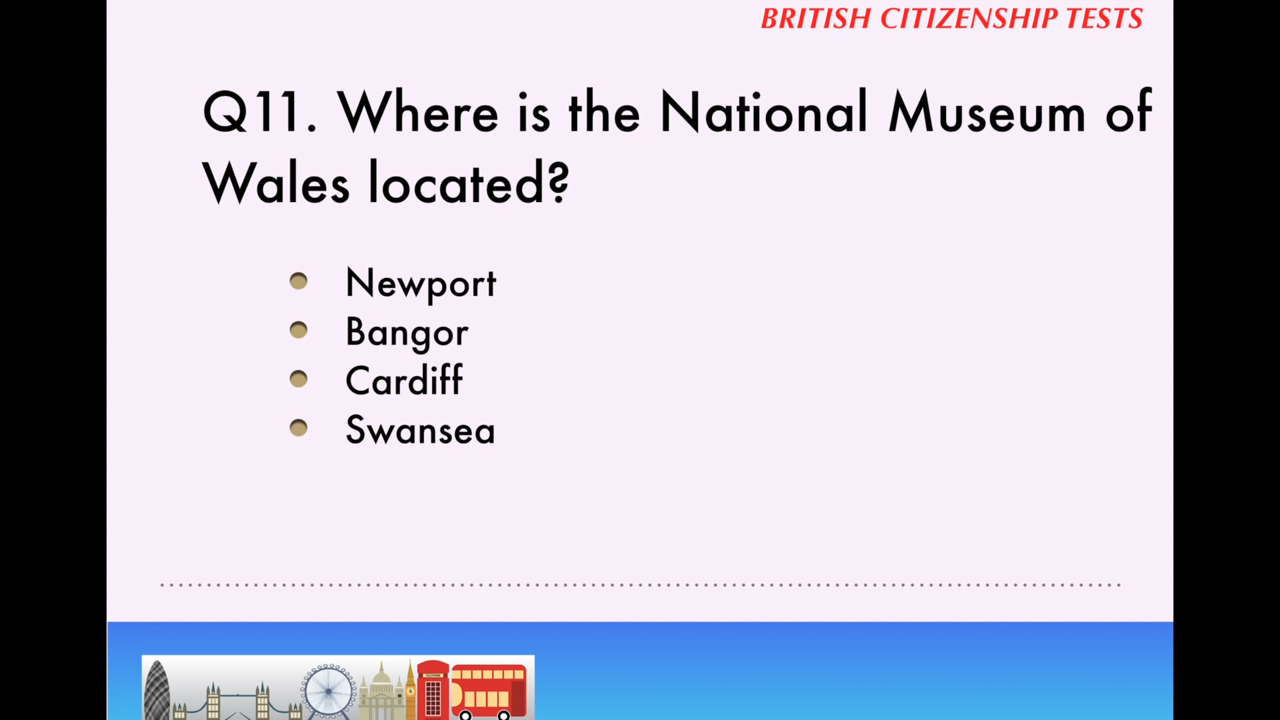 BRITISH CITIZENSHIP TESTS
Q11. Where is the National Museum of
Wales located?
Newport
Bangor
Cardiff
Swansea